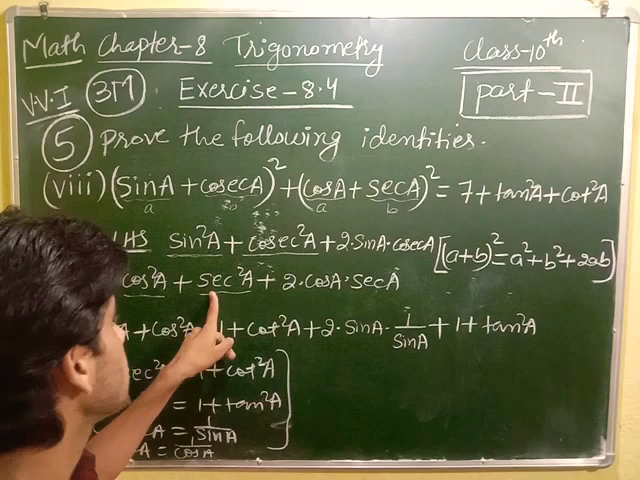 Math Chapter-8 Trigonometry Class-10th
V.V.I 3M Exercise-8.4 part-II
5 prove the following identities.
(viii) (SinA + cosecA)² + (cosA + SecA)² = 7 + tan²A + cot²A
a b a b
LHS sin²A + cosec²A + 2·SinA·cosecA [(a+b)² = a² + b² + 2ab]
cos²A + sec²A + 2·cosA·SecA
A + cos²A 1 + cot²A + 2·SinA·1/SinA + 1 + tan²A
sec²A 1 + cot²A
= 1 + tan²A
A = 1/SinA
A = 1/cosA